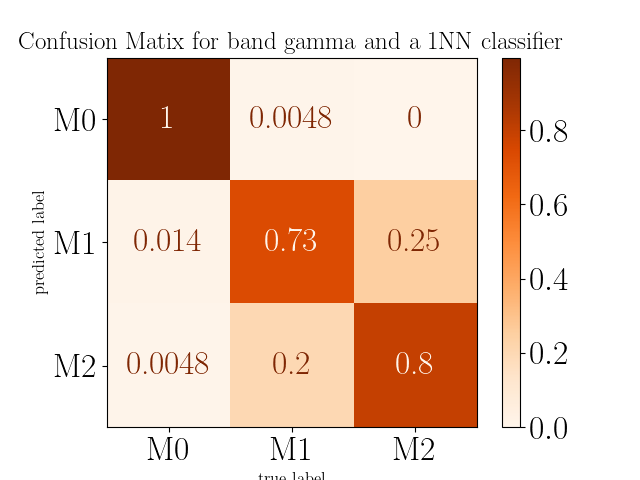 Confusion Matix for band gamma and a 1NN classifier
M0
1
0.0048
0
M1
0.014
0.73
0.25
M2
0.0048
0.2
0.8
M0
M1
M2
predicted label
true label
0.8
0.6
0.4
0.2
0.0